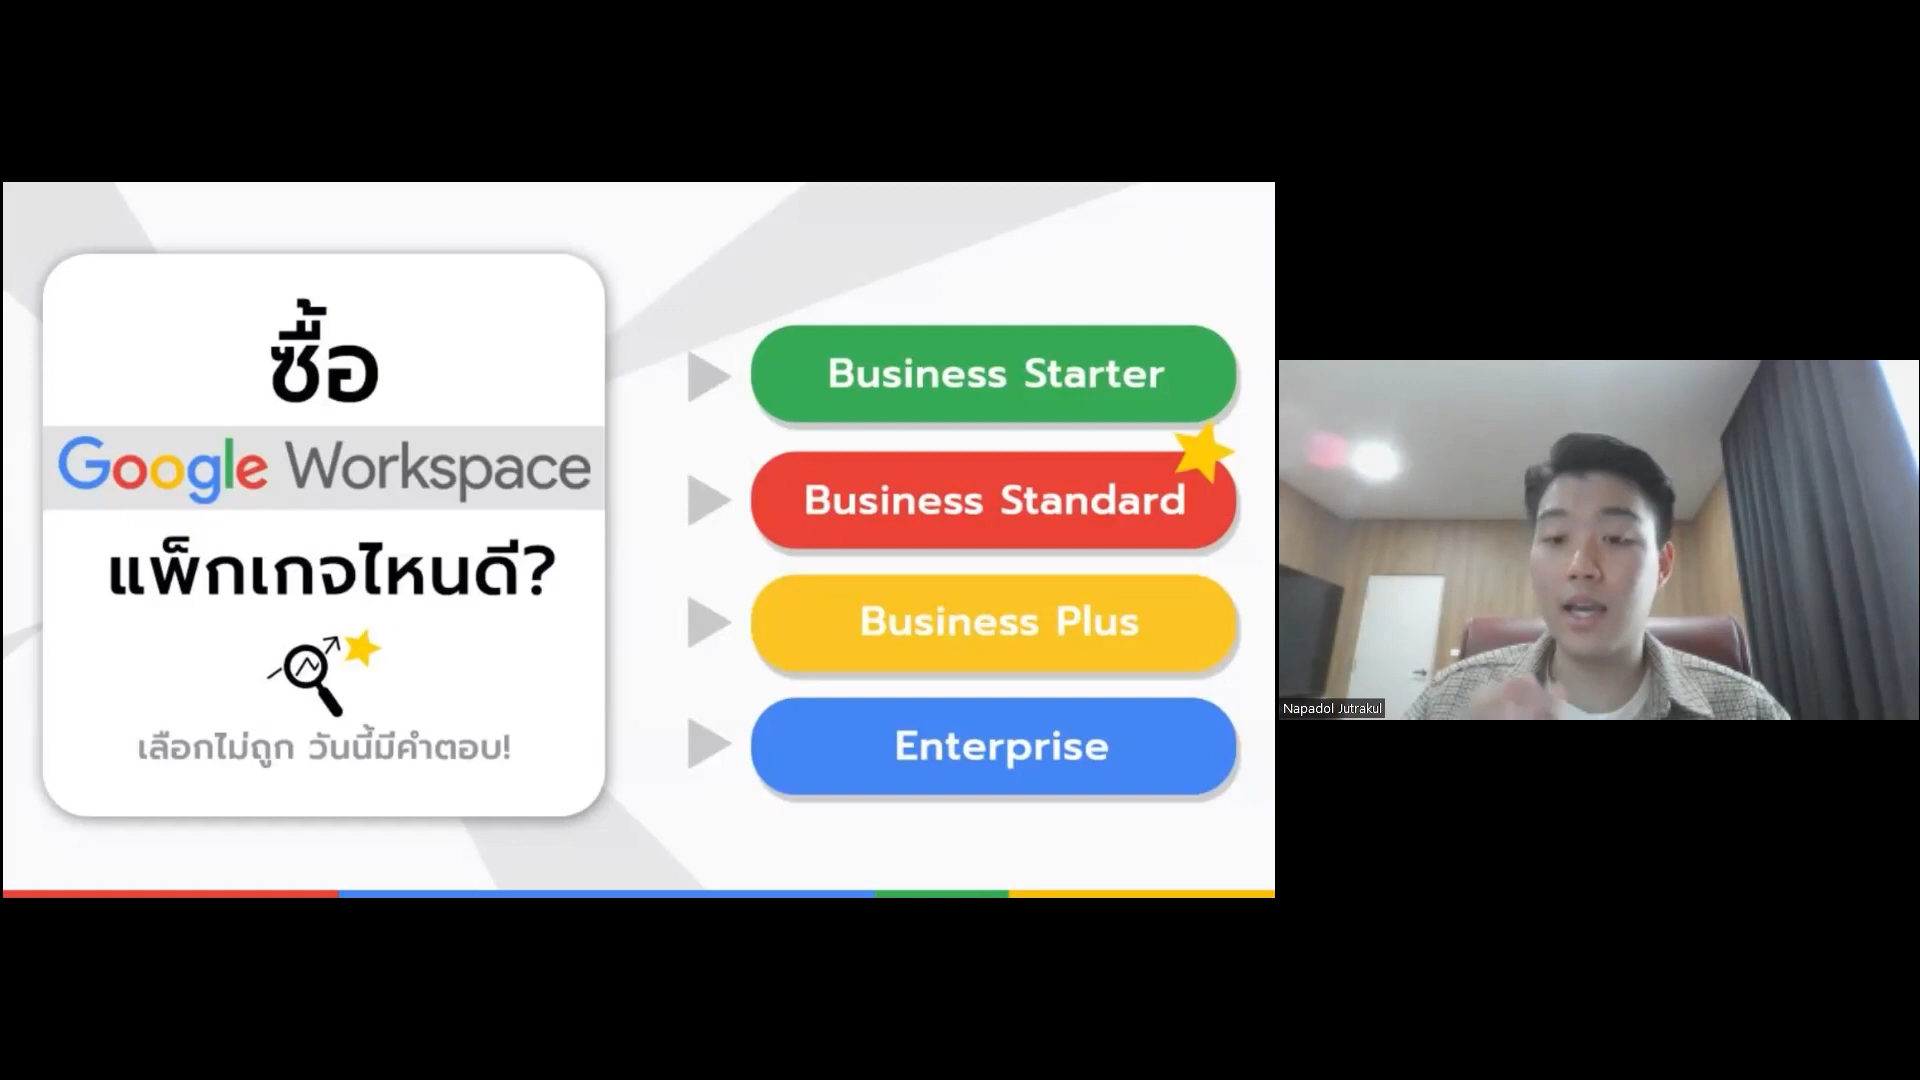 ซื้อ
Google Workspace
แพ็กเกจไหนดี?
เลือกไม่ถูก วันนี้มีคำตอบ!
Business Starter
Business Standard
Business Plus
Enterprise
Napadol Jutrakul